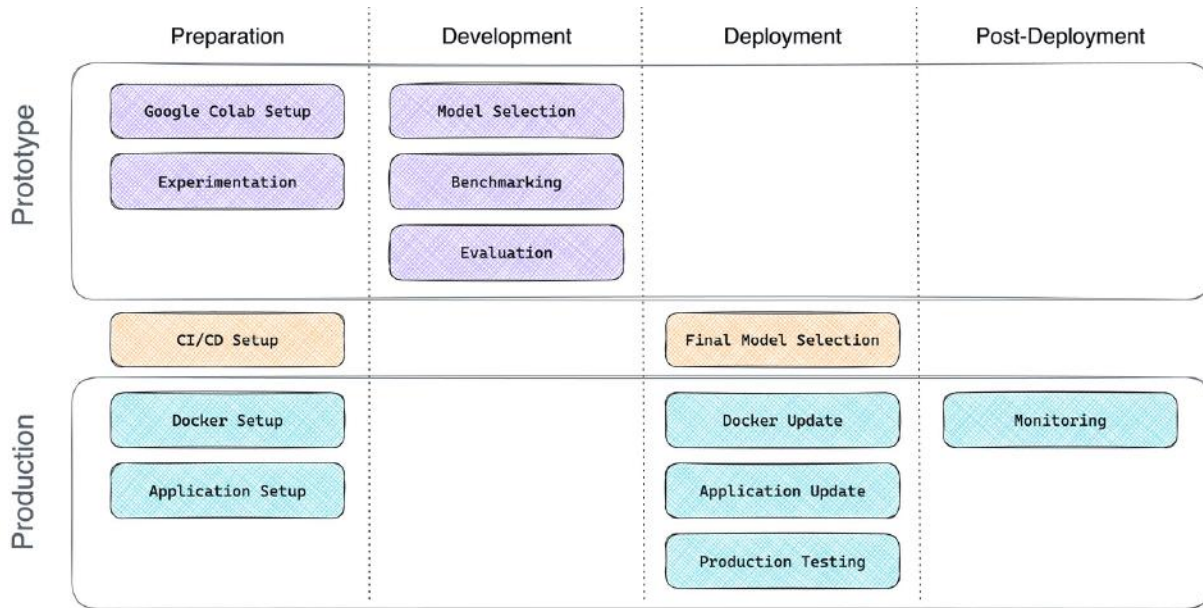 Preparation
Development
Deployment
Post-Deployment
Prototype
Google Colab Setup
Model Selection
Experimentation
Benchmarking
Evaluation
CI/CD Setup
Final Model Selection
Production
Docker Setup
Docker Update
Monitoring
Application Setup
Application Update
Production Testing